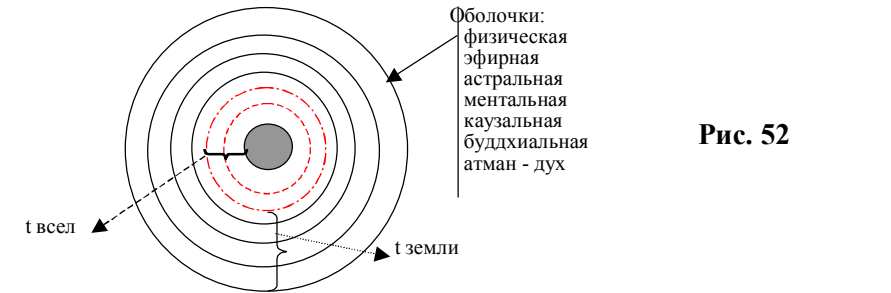 Оболочки:
физическая
эфирная
астральная
ментальная
каузальная
буддхиальная
атман - дух
Рис. 52
t всел
t земли